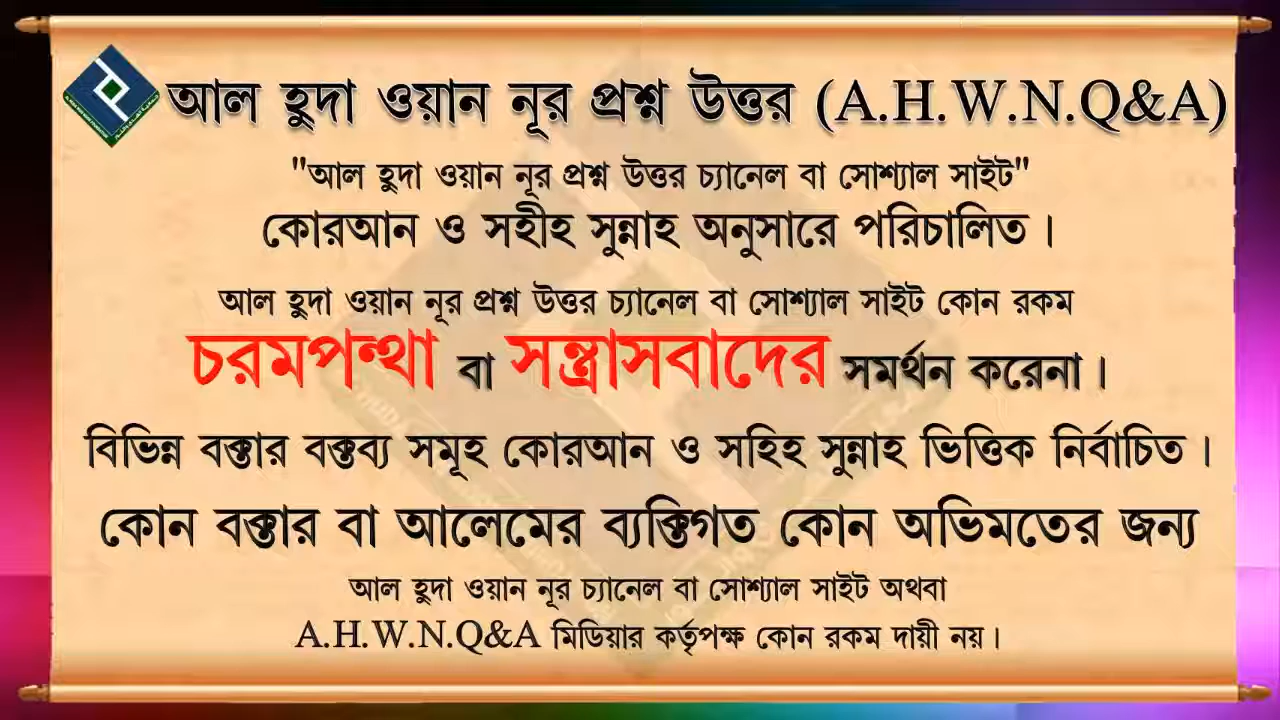 আল হুদা ওয়ান নূর প্রশ্ন উত্তর (A.H.W.N.Q&A)
"আল হুদা ওয়ান নূর প্রশ্ন উত্তর চ্যানেল বা সোশ্যাল সাইট"
কোরআন ও সহীহ সুন্নাহ অনুসারে পরিচালিত।
আল হুদা ওয়ান নূর প্রশ্ন উত্তর চ্যানেল বা সোশ্যাল সাইট কোন রকম
চরমপন্থা বা সন্ত্রাসবাদের সমর্থন করেনা।
বিভিন্ন বক্তার বক্তব্য সমূহ কোরআন ও সহিহ সুন্নাহ ভিত্তিক নির্বাচিত।
কোন বক্তার বা আলেমের ব্যক্তিগত কোন অভিমতের জন্য
আল হুদা ওয়ান নূর চ্যানেল বা সোশ্যাল সাইট অথবা
A.H.W.N.Q&A মিডিয়ার কর্তৃপক্ষ কোন রকম দায়ী নয়।